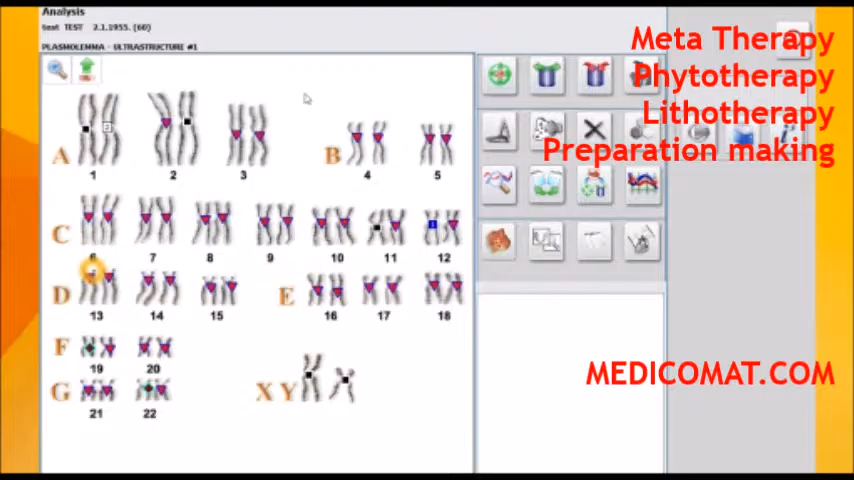 Analysis
test TEST 2.1.1955. (60)
PLASMOLEMMA - ULTRASTRUCTURE #1
Meta Therapy
Phytotherapy
Lithotherapy
Preparation making
A
1
2
3
B
4
5
C
6
7
8
9
10
11
12
D
13
14
15
E
16
17
18
F
19
20
G
21
22
X Y
MEDICOMAT.COM